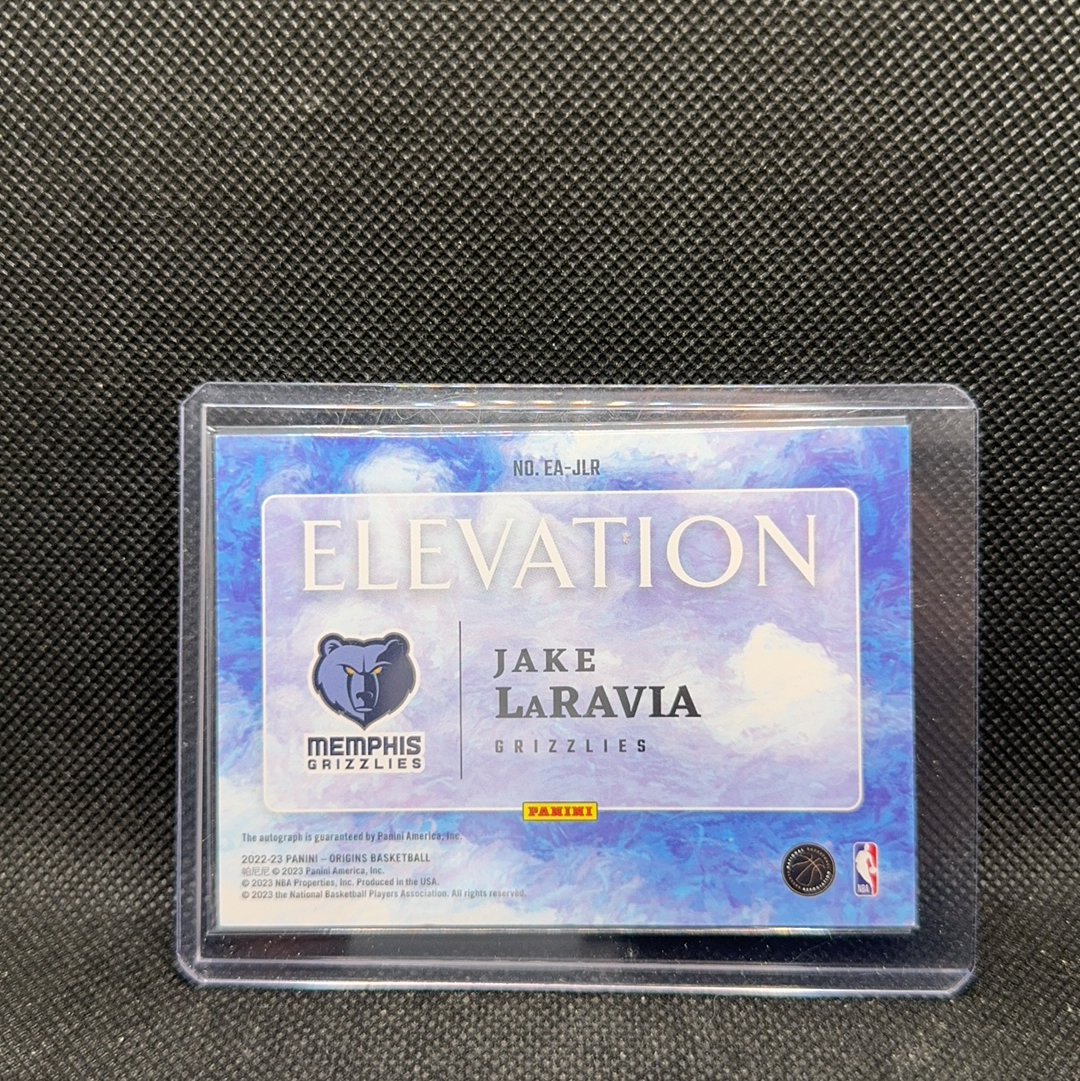 NO. EA-JLR
ELEVATION
JAKE
LaRAVIA
GRIZZLIES
MEMPHIS
GRIZZLIES
PANINI
The autograph is guaranteed by Panini America, Inc.
2022-23 PANINI – ORIGINS BASKETBALL
帕尼尼 © 2023 Panini America, Inc.
© 2023 NBA Properties, Inc. Produced in the USA.
© 2023 the National Basketball Players Association. All rights reserved.
NBA